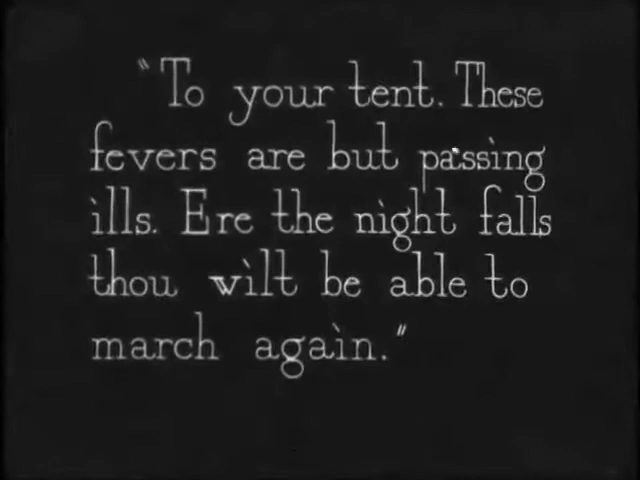 "To your tent. These
fevers are but passing
ills. Ere the night falls
thou wilt be able to
march again."